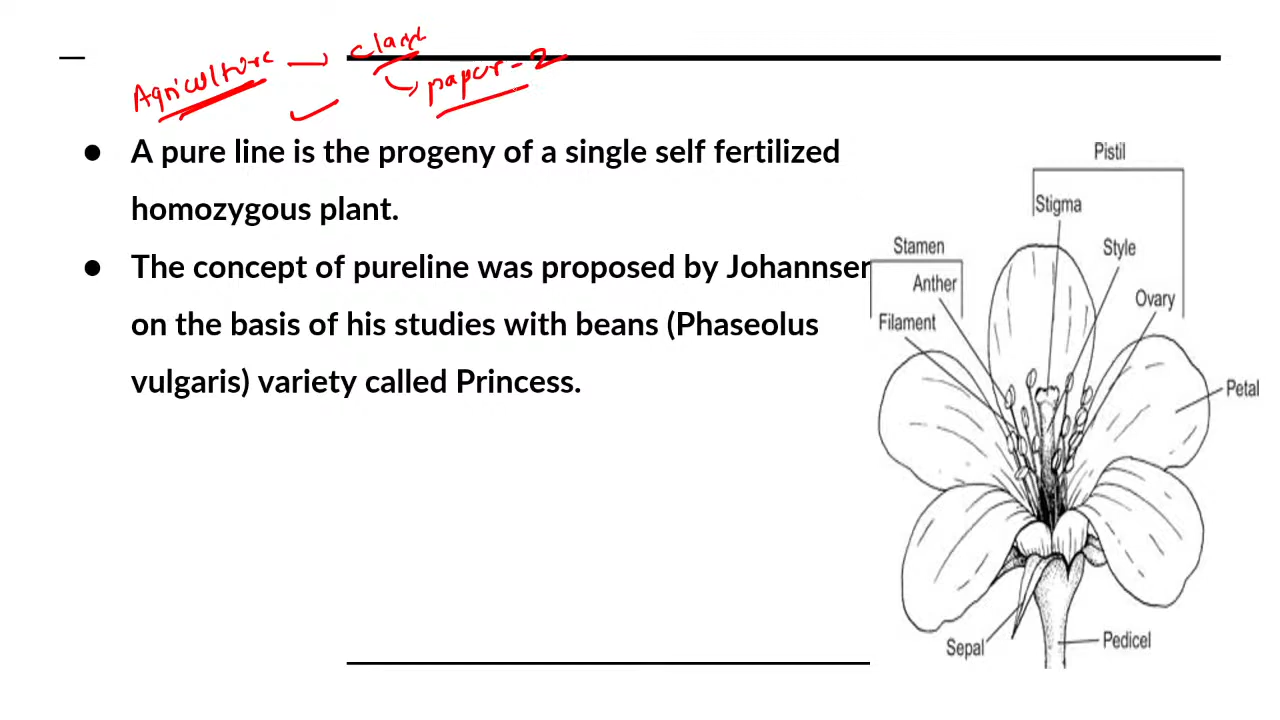 Agriculture → class
↳ paper - 2
● A pure line is the progeny of a single self fertilized
homozygous plant.
● The concept of pureline was proposed by Johannsen
on the basis of his studies with beans (Phaseolus
vulgaris) variety called Princess.
Pistil
Stigma
Stamen
Style
Anther
Ovary
Filament
Petal
Sepal
Pedicel